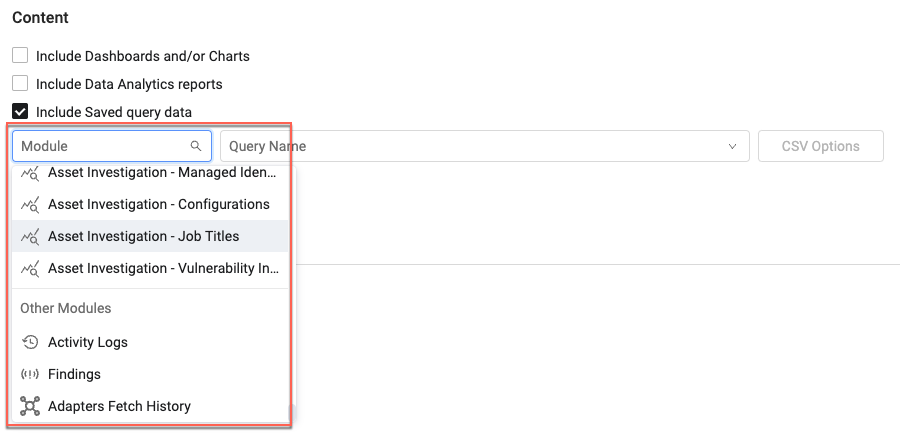 Content
Include Dashboards and/or Charts
Include Data Analytics reports
Include Saved query data
Module
Query Name
CSV Options
Asset Investigation - Managed Iden...
Asset Investigation - Configurations
Asset Investigation - Job Titles
Asset Investigation - Vulnerability In...
Other Modules
Activity Logs
Findings
Adapters Fetch History